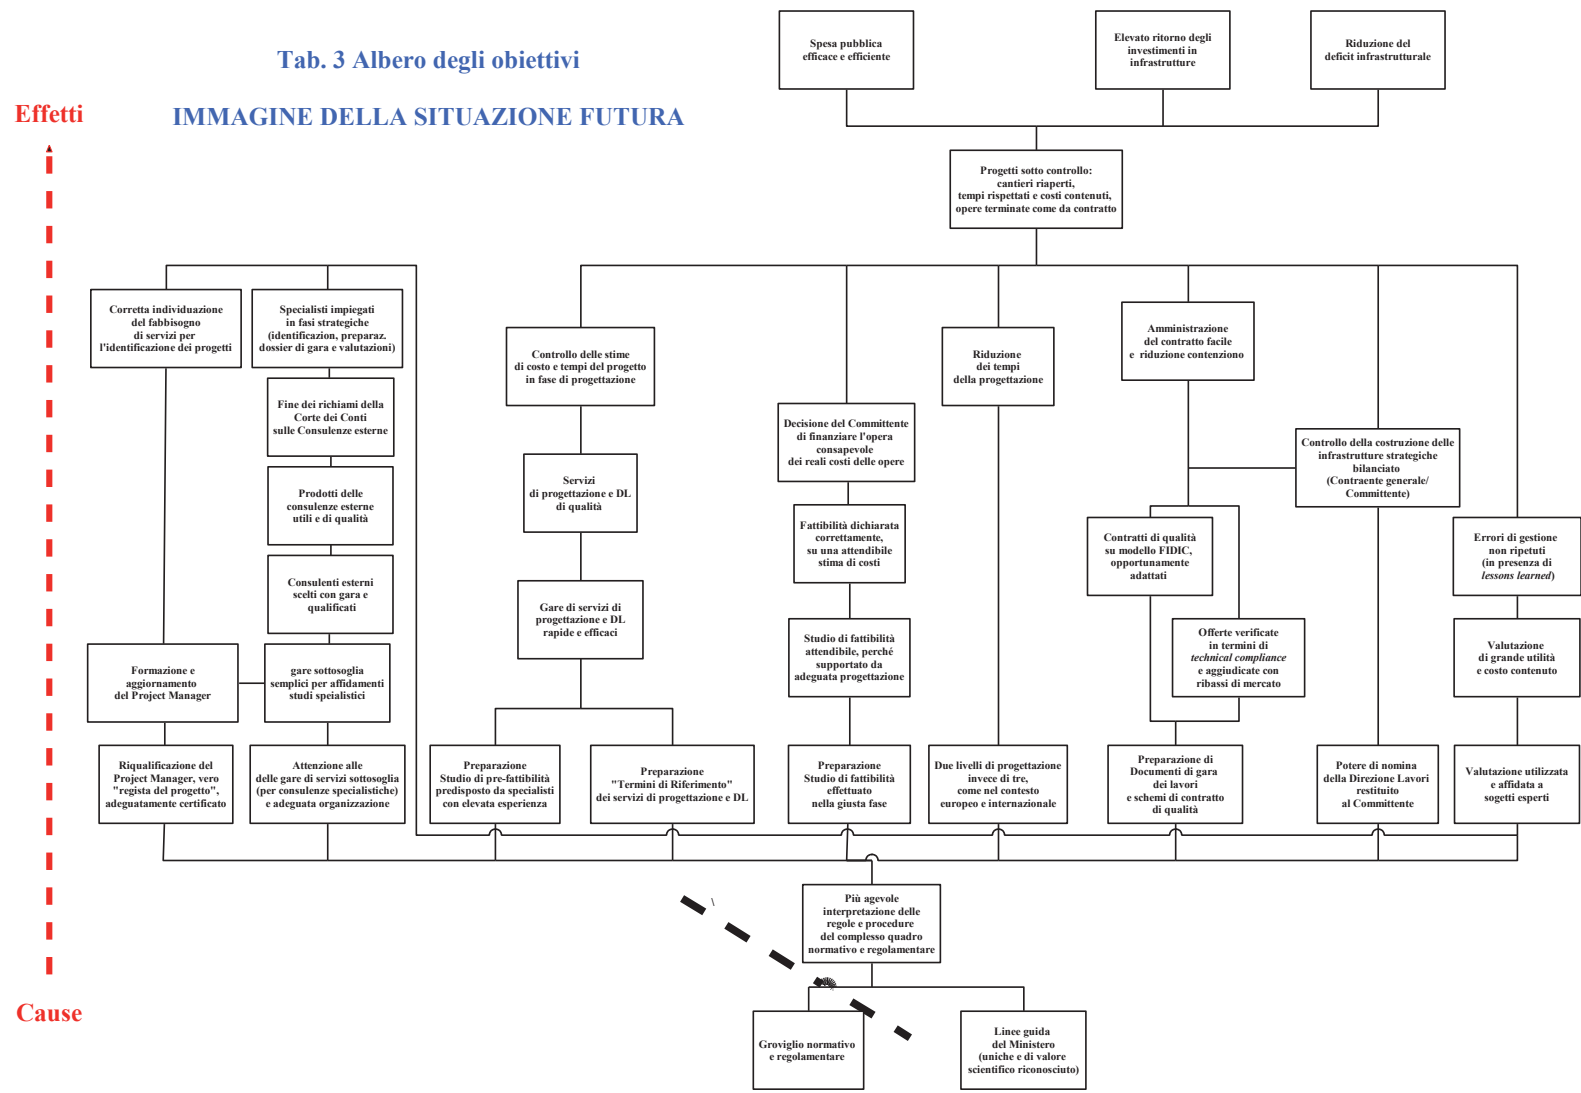 Tab. 3 Albero degli obiettivi
IMMAGINE DELLA SITUAZIONE FUTURA
Effetti
Cause
Spesa pubblica
efficace e efficiente
Elevato ritorno degli
investimenti in
infrastrutture
Riduzione del
deficit infrastrutturale
Progetti sotto controllo:
cantieri riaperti,
tempi rispettati e costi contenuti,
opere terminate come da contratto
Corretta individuazione
del fabbisogno
di servizi per
l'identificazione dei progetti
Specialisti impiegati
in fasi strategiche
(identificazion, preparaz.
dossier di gara e valutazioni)
Fine dei richiami della
Corte dei Conti
sulle Consulenze esterne
Prodotti delle
consulenze esterne
utili e di qualità
Consulenti esterni
scelti con gara e
qualificati
Formazione e
aggiornamento
del Project Manager
gare sottosoglia
semplici per affidamenti
studi speialistici
Riqualificazione del
Project Manager, vero
"regista del progetto",
adeguatamente certificato
Attenzione alle
delle gare di servizi sottosoglia
(per consulenze specialistiche)
e adeguata organizzazione
Controllo delle stime
di costo e tempi del progetto
in fase di progettazione
Servizi
di progettazione e DL
di qualità
Gare di servizi di
progettazione e DL
rapide e efficaci
Preparazione
Studio di pre-fattibilità
predisposto da specialisti
con elevata esperienza
Preparazione
"Termini di Riferimento"
dei servizi di progettazione e DL
Decisione del Committente
di finanziare l'opera
consapevole
dei reali costi delle opere
Fattibilità dichiarata
correttamente,
su una attendibile
stima di costi
Studio di fattibilità
attendibile, perché
supportato da
adeguata progettazione
Preparazione
Studio di fattibilità
effettuato
nella giusta fase
Riduzione
dei tempi
della progettazione
Due livelli di progettazione
invece di tre,
come nel contesto
europeo e internazionale
Amministrazione
del contratto facile
e riduzione contenziono
Contratti di qualità
su modello FIDIC,
opportunamente
adattati
Offerte verificate
in termini di
technical compliance
e aggiudicate con
ribassi di mercato
Preparazione di
Documenti di gara
dei lavori
e schemi di contratto
di qualità
Controllo della costruzione delle
infrastrutture strategiche
bilanciato
(Contraente generale/
Committente)
Potere di nomina
della Direzione Lavori
restituito
al Committente
Errori di gestione
non ripetuti
(in presenza di
lessons learned)
Valutazione
di grande utilità
e costo contenuto
Valutazione utilizzata
e affidata a
sogetti esperti
Più agevole
interpretazione delle
regole e procedure
del complesso quadro
normativo e regolamentare
Groviglio normativo
e regolamentare
Linee guida
del Ministero
(uniche e di valore
scientifico riconosciuto)